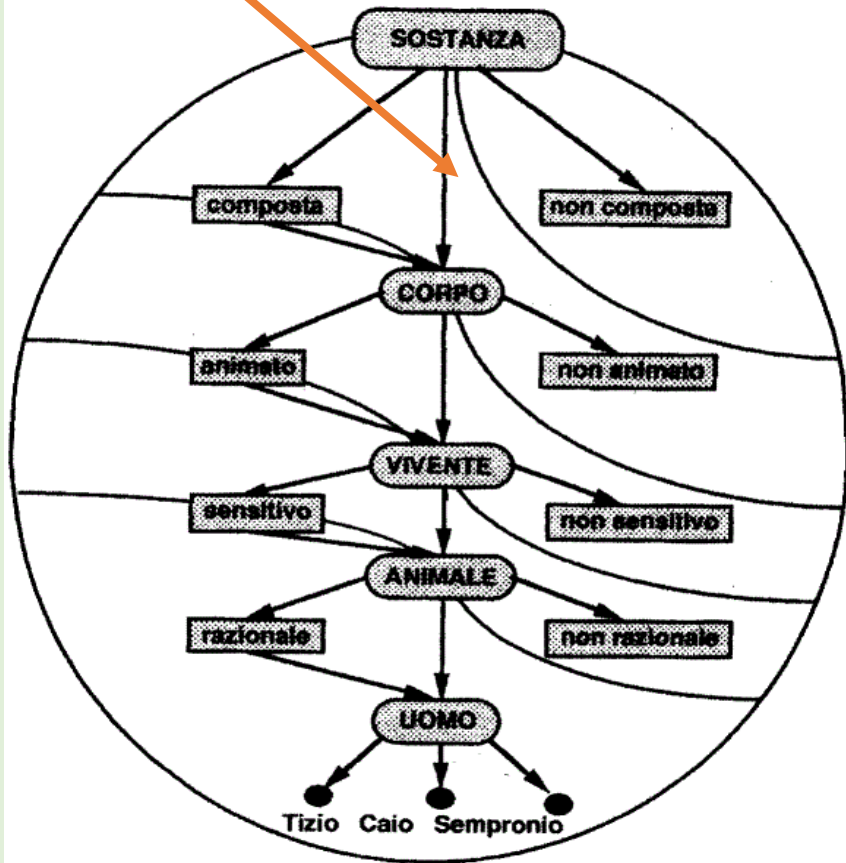 SOSTANZA
composta
non composta
CORPO
animato
non animato
VIVENTE
sensitivo
non sensitivo
ANIMALE
razionale
non razionale
UOMO
Tizio Caio Sempronio